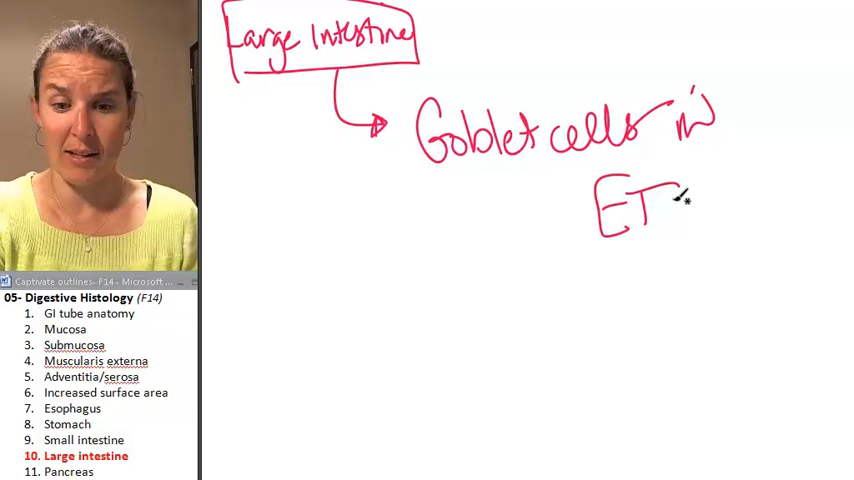 Large Intestine
Goblet cells in
ET
Captivate outlines- F14 - Microsoft ...
05- Digestive Histology (F14)
1. GI tube anatomy
2. Mucosa
3. Submucosa
4. Muscularis externa
5. Adventitia/serosa
6. Increased surface area
7. Esophagus
8. Stomach
9. Small intestine
10. Large intestine
11. Pancreas